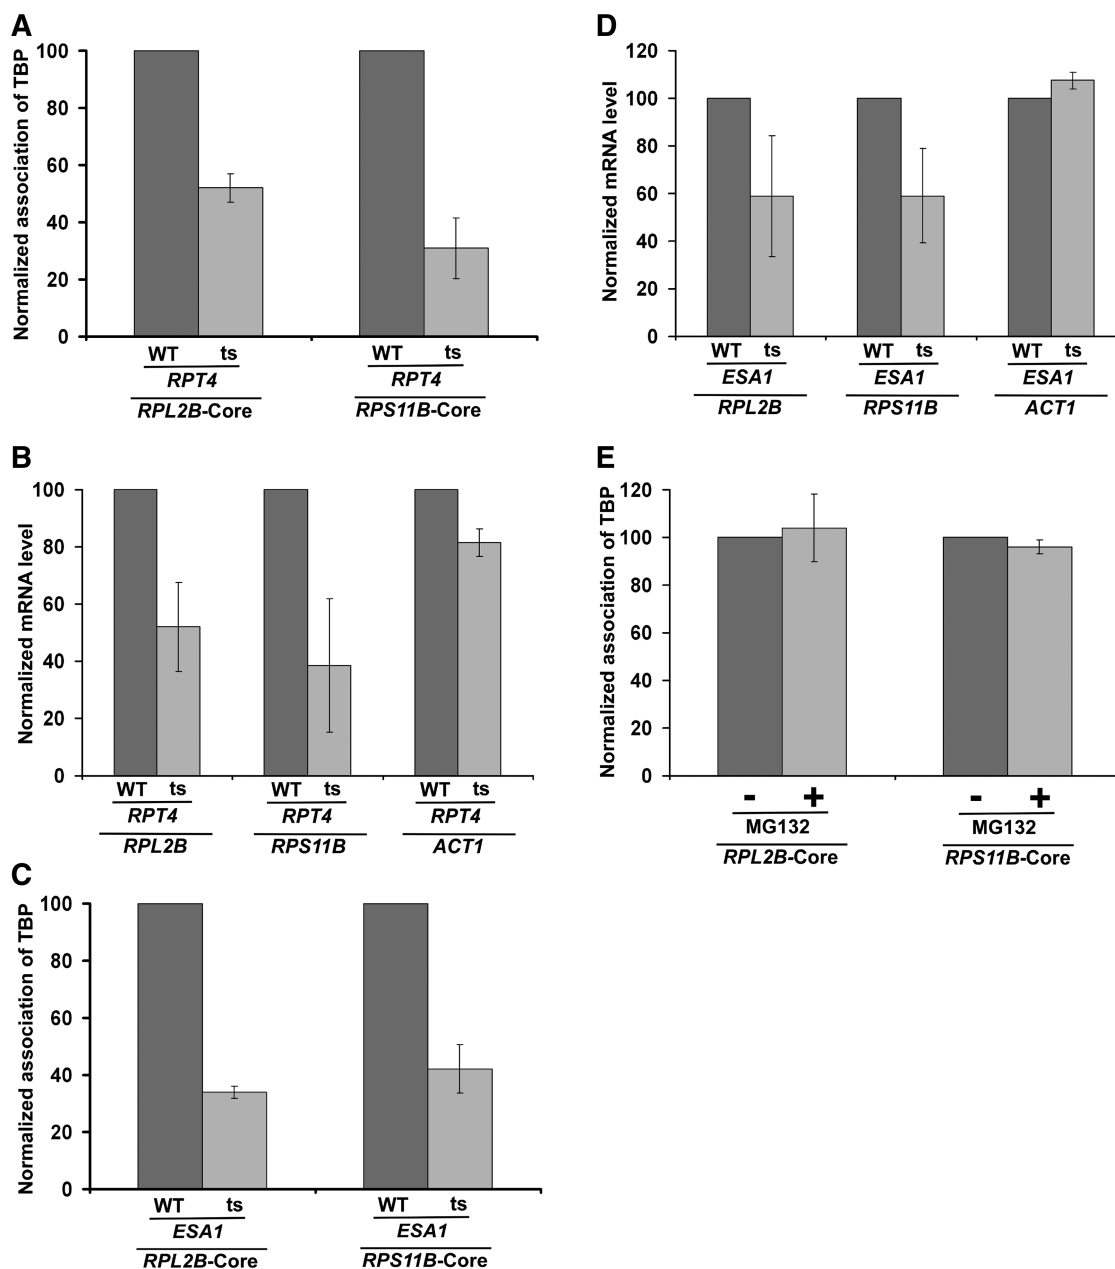 A
Normalized association of TBP
100
80
60
40
20
0
WT ts WT ts
RPT4 RPT4
RPL2B-Core RPS11B-Core
B
Normalized mRNA level
100
80
60
40
20
0
WT ts WT ts WT ts
RPT4 RPT4 RPT4
RPL2B RPS11B ACT1
C
Normalized association of TBP
100
80
60
40
20
0
WT ts WT ts
ESA1 ESA1
RPL2B-Core RPS11B-Core
D
Normalized mRNA level
120
100
80
60
40
20
0
WT ts WT ts WT ts
ESA1 ESA1 ESA1
RPL2B RPS11B ACT1
E
Normalized association of TBP
120
100
80
60
40
20
0
- + - +
MG132 MG132
RPL2B-Core RPS11B-Core